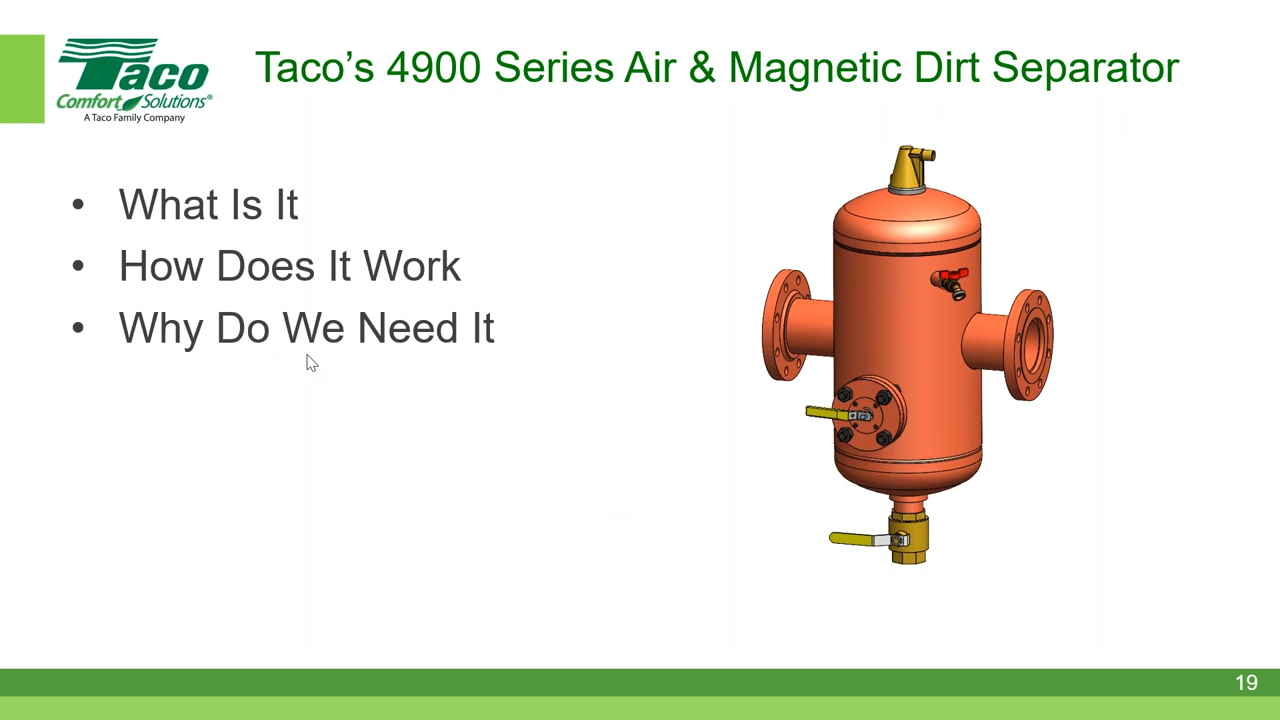 Taco
Comfort Solutions®
A Taco Family Company
Taco’s 4900 Series Air & Magnetic Dirt Separator
• What Is It
• How Does It Work
• Why Do We Need It
19